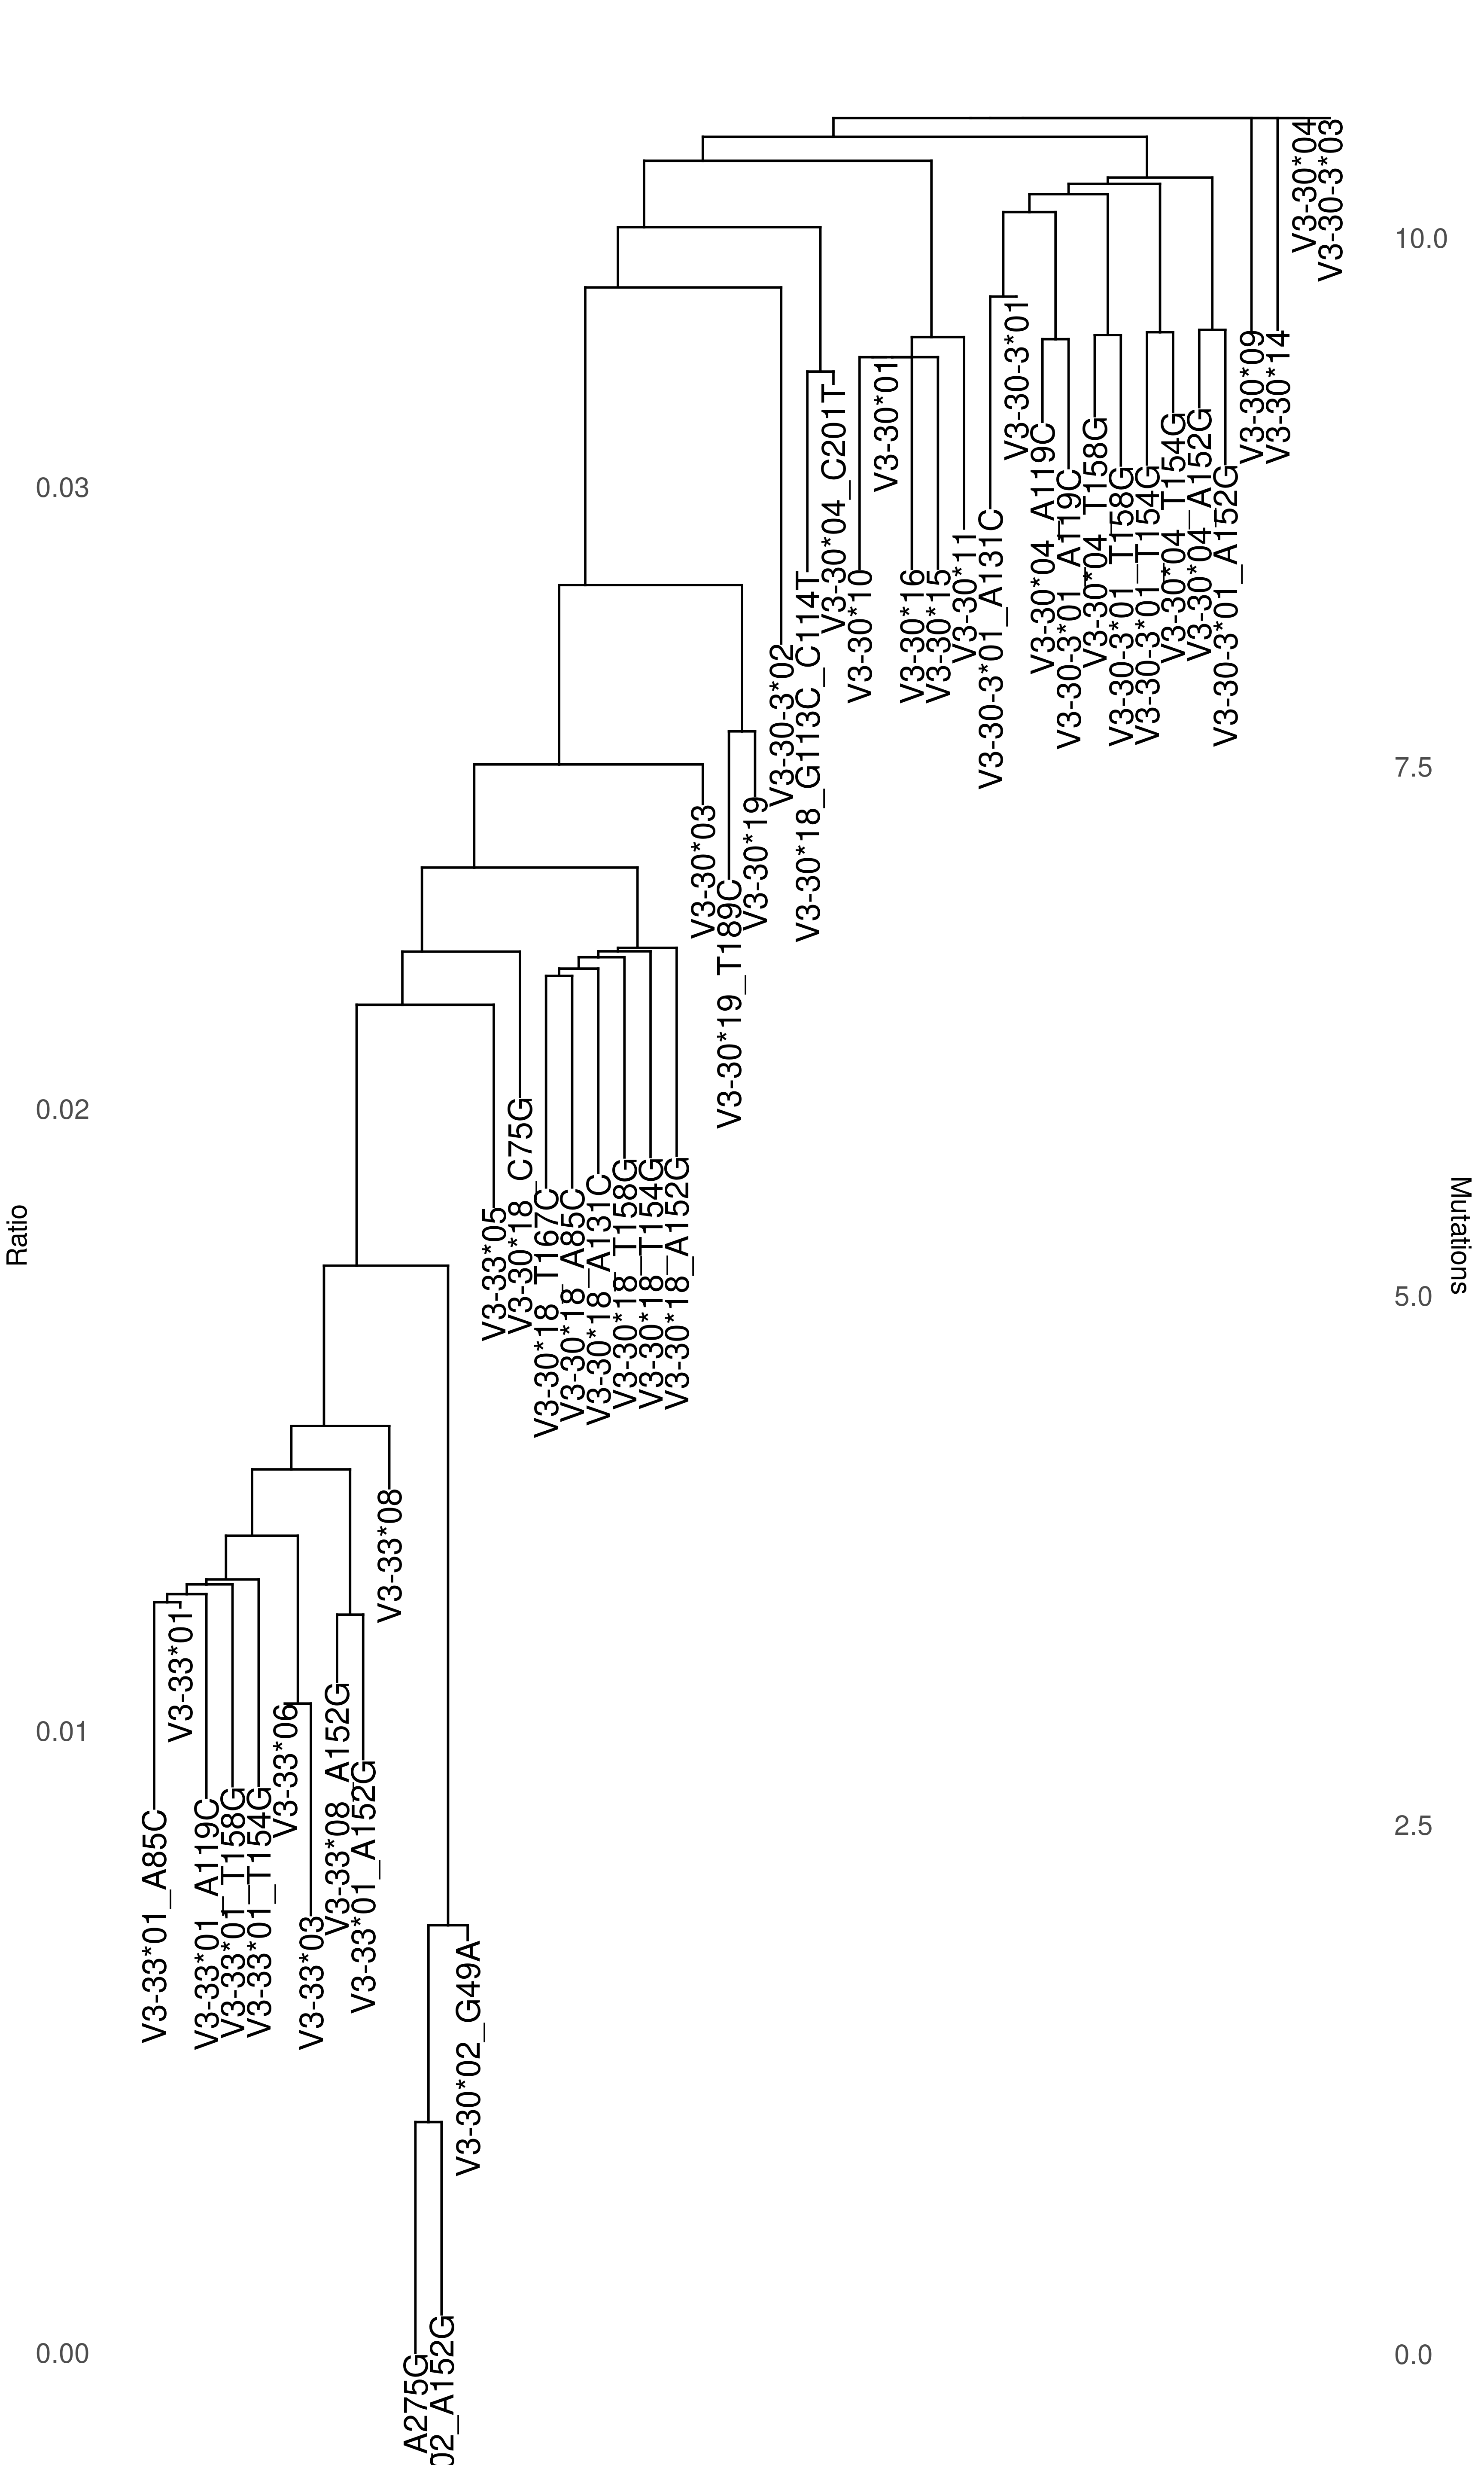 Ratio
0.03
0.02
0.01
0.00
V3-33*01_A85C
V3-33*01
V3-33*01_A119C
V3-33*01_T158G
V3-33*01_T154G
V3-33*06
V3-33*03
V3-33*08_A152G
V3-33*01_A152G
V3-33*08
A275G
02_A152G
V3-30*02_G49A
V3-33*05
V3-30*18_C75G
V3-30*18_T167C
V3-30*18_A85C
V3-30*18_A131C
V3-30*18_T158G
V3-30*18_T154G
V3-30*18_A152G
V3-30*03
V3-30*19_T189C
V3-30*19
V3-30-3*02
V3-30*18_G113C_C114T
V3-30*04_C201T
V3-30*10
V3-30*01
V3-30*16
V3-30*15
V3-30*11
V3-30-3*01_A131C
V3-30-3*01
V3-30*04_A119C
V3-30-3*01_A119C
V3-30*04_T158G
V3-30-3*01_T158G
V3-30-3*01_T154G
V3-30*04_T154G
V3-30*04_A152G
V3-30-3*01_A152G
V3-30*09
V3-30*14
V3-30*04
V3-30-3*03
10.0
7.5
5.0
2.5
0.0
Mutations